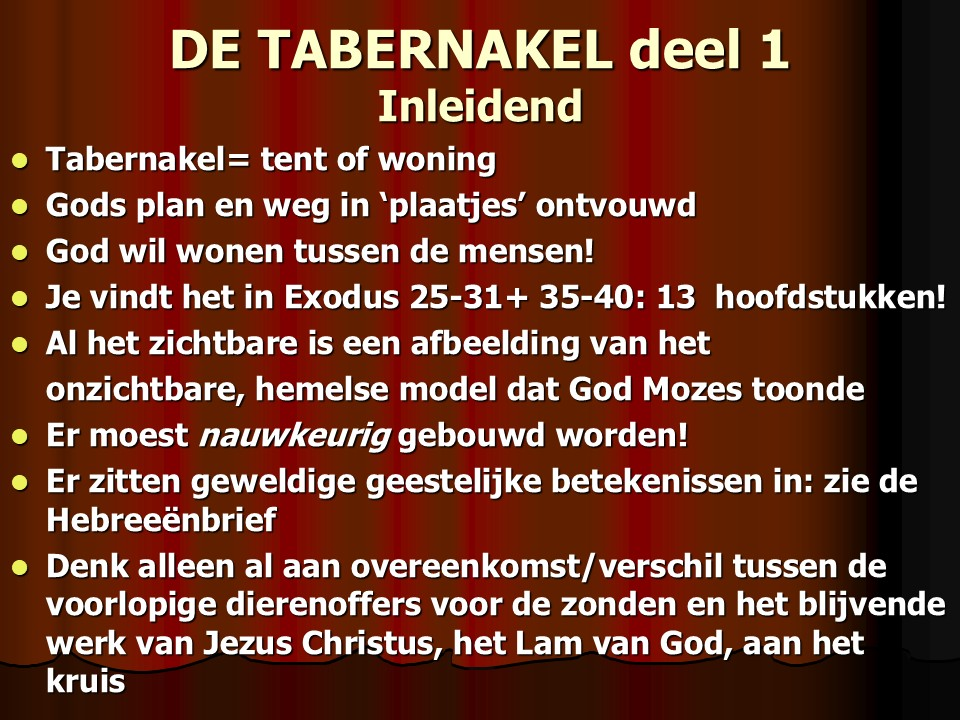 DE TABERNAKEL deel 1
Inleidend
● Tabernakel= tent of woning
● Gods plan en weg in ‘plaatjes’ ontvouwd
● God wil wonen tussen de mensen!
● Je vindt het in Exodus 25-31+ 35-40: 13 hoofdstukken!
● Al het zichtbare is een afbeelding van het
onzichtbare, hemelse model dat God Mozes toonde
● Er moest nauwkeurig gebouwd worden!
● Er zitten geweldige geestelijke betekenissen in: zie de
Hebreeënbrief
● Denk alleen al aan overeenkomst/verschil tussen de
voorlopige dierenoffers voor de zonden en het blijvende
werk van Jezus Christus, het Lam van God, aan het
kruis